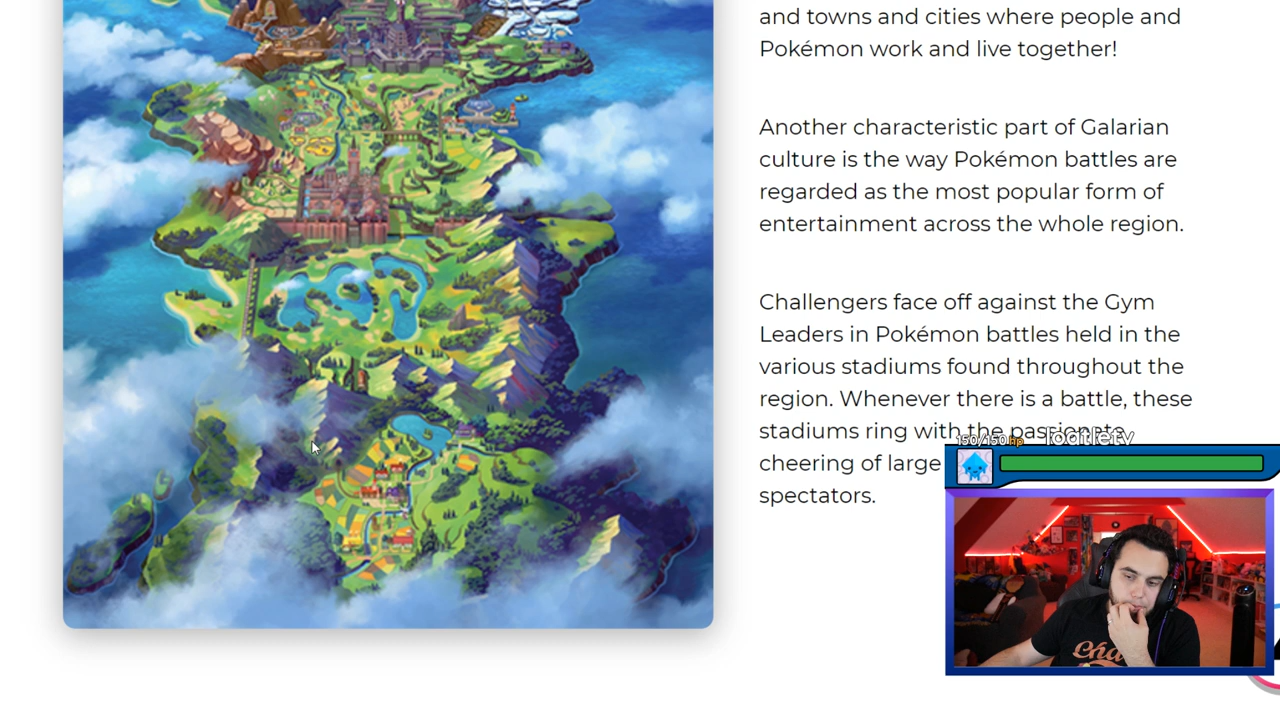 and towns and cities where people and
Pokémon work and live together!
Another characteristic part of Galarian
culture is the way Pokémon battles are
regarded as the most popular form of
entertainment across the whole region.
Challengers face off against the Gym
Leaders in Pokémon battles held in the
various stadiums found throughout the
region. Whenever there is a battle, these
stadiums ring with the passionate
cheering of large
spectators.
150/150 hp
Cha